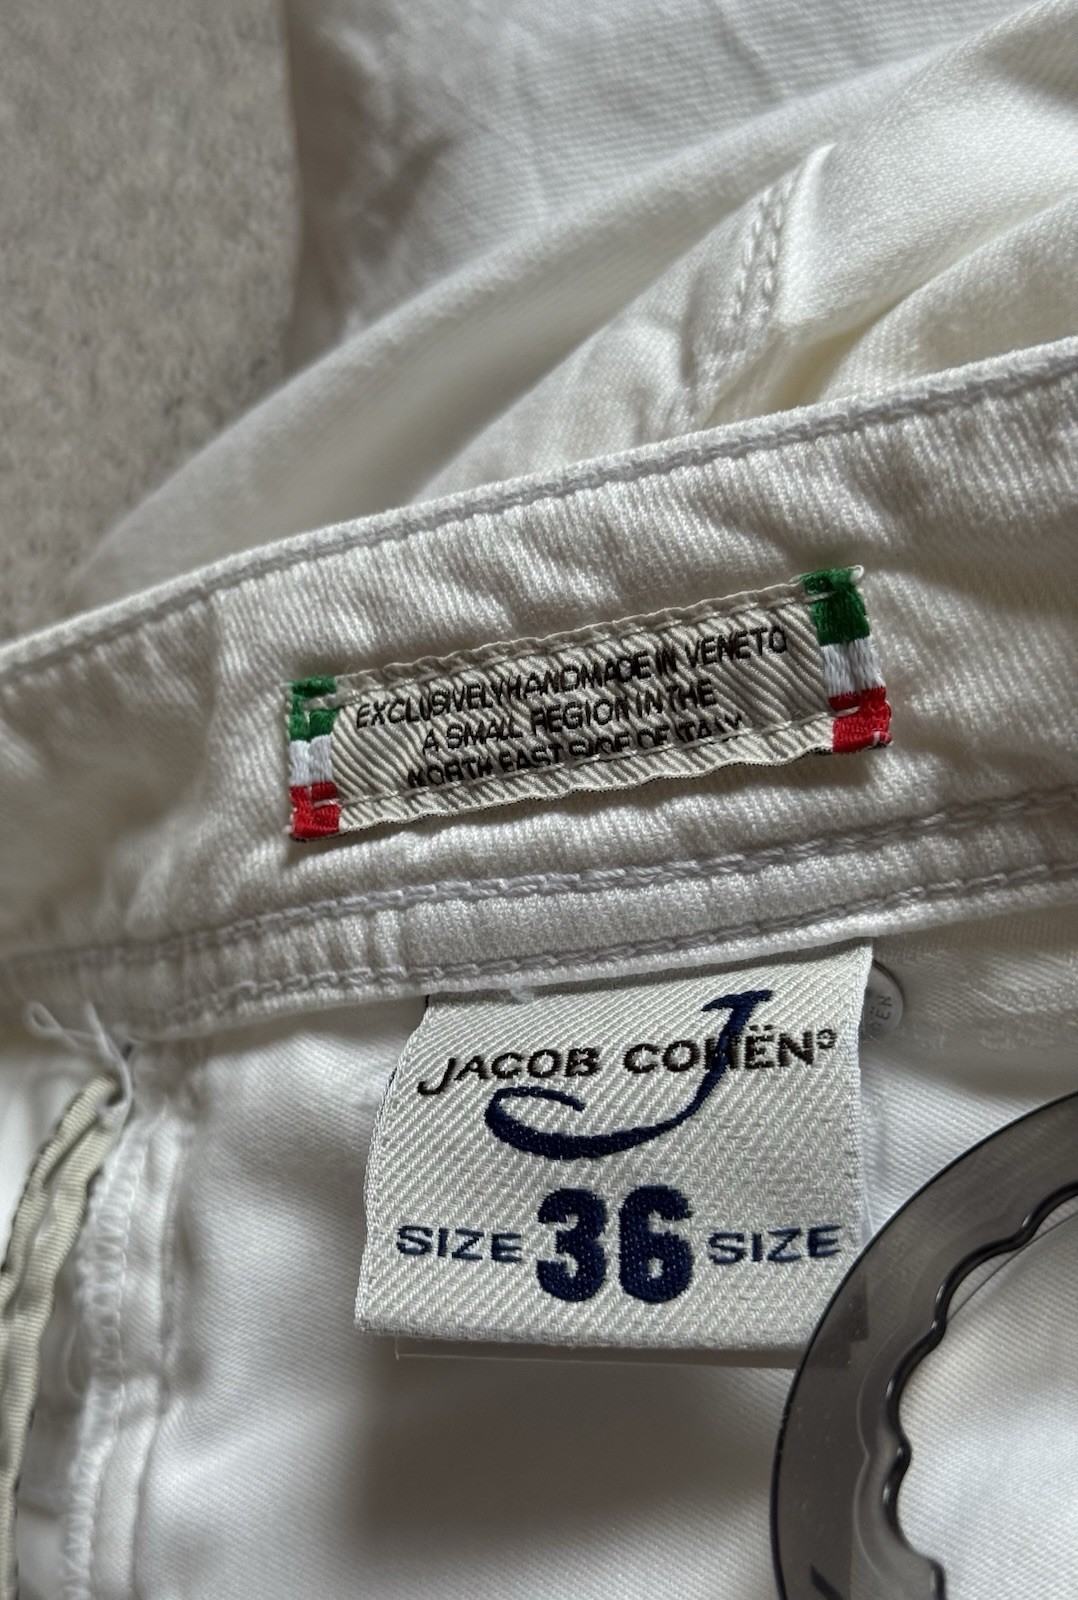 EXCLUSIVELY HANDMADE IN VENETO
A SMALL REGION IN THE
NORTH EAST SIDE OF ITALY
JACOB COHËN®
J
SIZE 36 SIZE